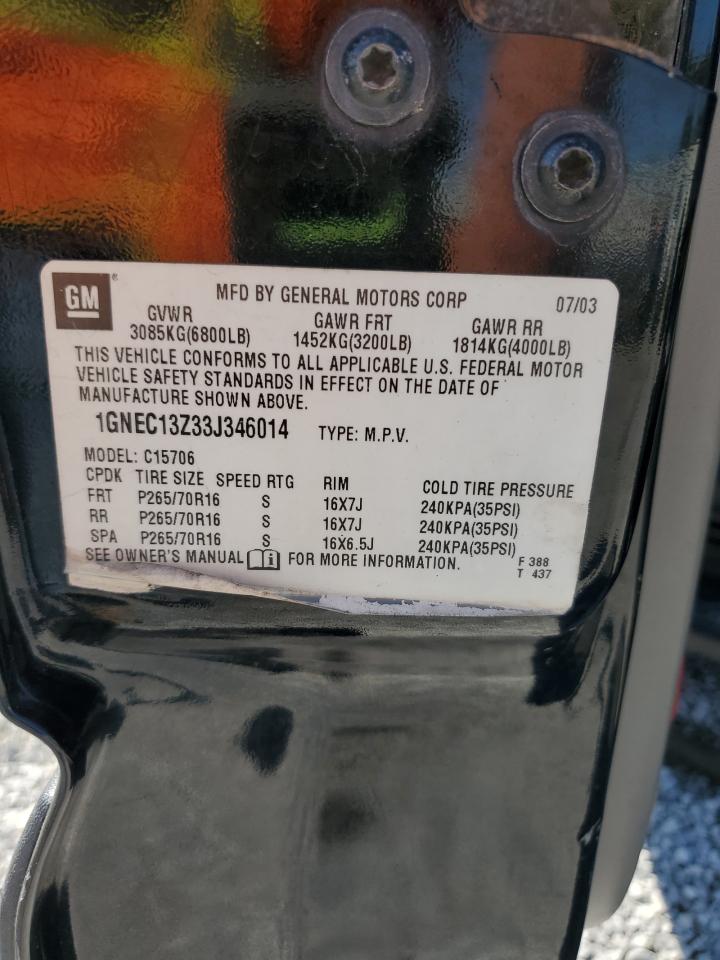 GM®
MFD BY GENERAL MOTORS CORP 07/03
GVWR GAWR FRT GAWR RR
3085KG(6800LB) 1452KG(3200LB) 1814KG(4000LB)
THIS VEHICLE CONFORMS TO ALL APPLICABLE U.S. FEDERAL MOTOR
VEHICLE SAFETY STANDARDS IN EFFECT ON THE DATE OF
MANUFACTURE SHOWN ABOVE.
1GNEC13Z33J346014 TYPE: M.P.V.
MODEL: C15706
CPDK TIRE SIZE SPEED RTG RIM COLD TIRE PRESSURE
FRT P265/70R16 S 16X7J 240KPA(35PSI)
RR P265/70R16 S 16X7J 240KPA(35PSI)
SPA P265/70R16 S 16X6.5J 240KPA(35PSI)
SEE OWNER'S MANUAL i FOR MORE INFORMATION.
F 388
T 437